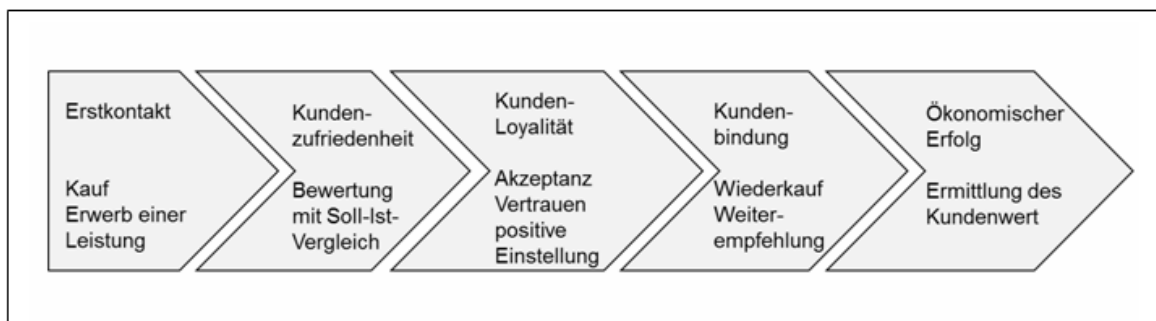 Erstkontakt
Kauf
Erwerb einer
Leistung
Kunden-
zufriedenheit
Bewertung
mit Soll-Ist-
Vergleich
Kunden-
Loyalität
Akzeptanz
Vertrauen
positive
Einstellung
Kunden-
bindung
Wiederkauf
Weiter-
empfehlung
Ökonomischer
Erfolg
Ermittlung des
Kundenwert